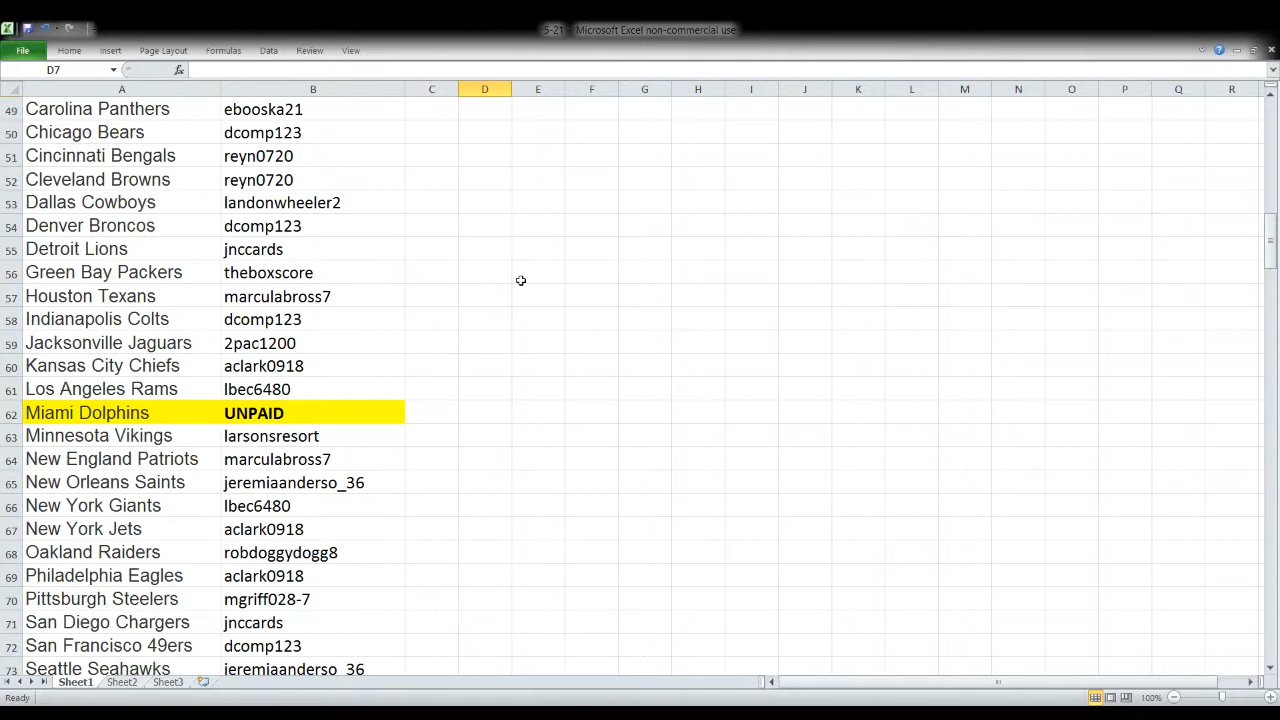 5-21 Microsoft Excel non-commercial use
File Home Insert Page Layout Formulas Data Review View
D7 fx
A B C D E F G H I J K L M N O P Q R
49 Carolina Panthers ebooska21
50 Chicago Bears dcomp123
51 Cincinnati Bengals reyn0720
52 Cleveland Browns reyn0720
53 Dallas Cowboys landonwheeler2
54 Denver Broncos dcomp123
55 Detroit Lions jnccards
56 Green Bay Packers theboxscore
57 Houston Texans marculabross7
58 Indianapolis Colts dcomp123
59 Jacksonville Jaguars 2pac1200
60 Kansas City Chiefs aclark0918
61 Los Angeles Rams lbec6480
62 Miami Dolphins UNPAID
63 Minnesota Vikings larsonsresort
64 New England Patriots marculabross7
65 New Orleans Saints jeremiaanderso_36
66 New York Giants lbec6480
67 New York Jets aclark0918
68 Oakland Raiders robdoggydogg8
69 Philadelphia Eagles aclark0918
70 Pittsburgh Steelers mgriff028-7
71 San Diego Chargers jnccards
72 San Francisco 49ers dcomp123
73 Seattle Seahawks jeremiaanderso_36
Sheet1 Sheet2 Sheet3
Ready 100%